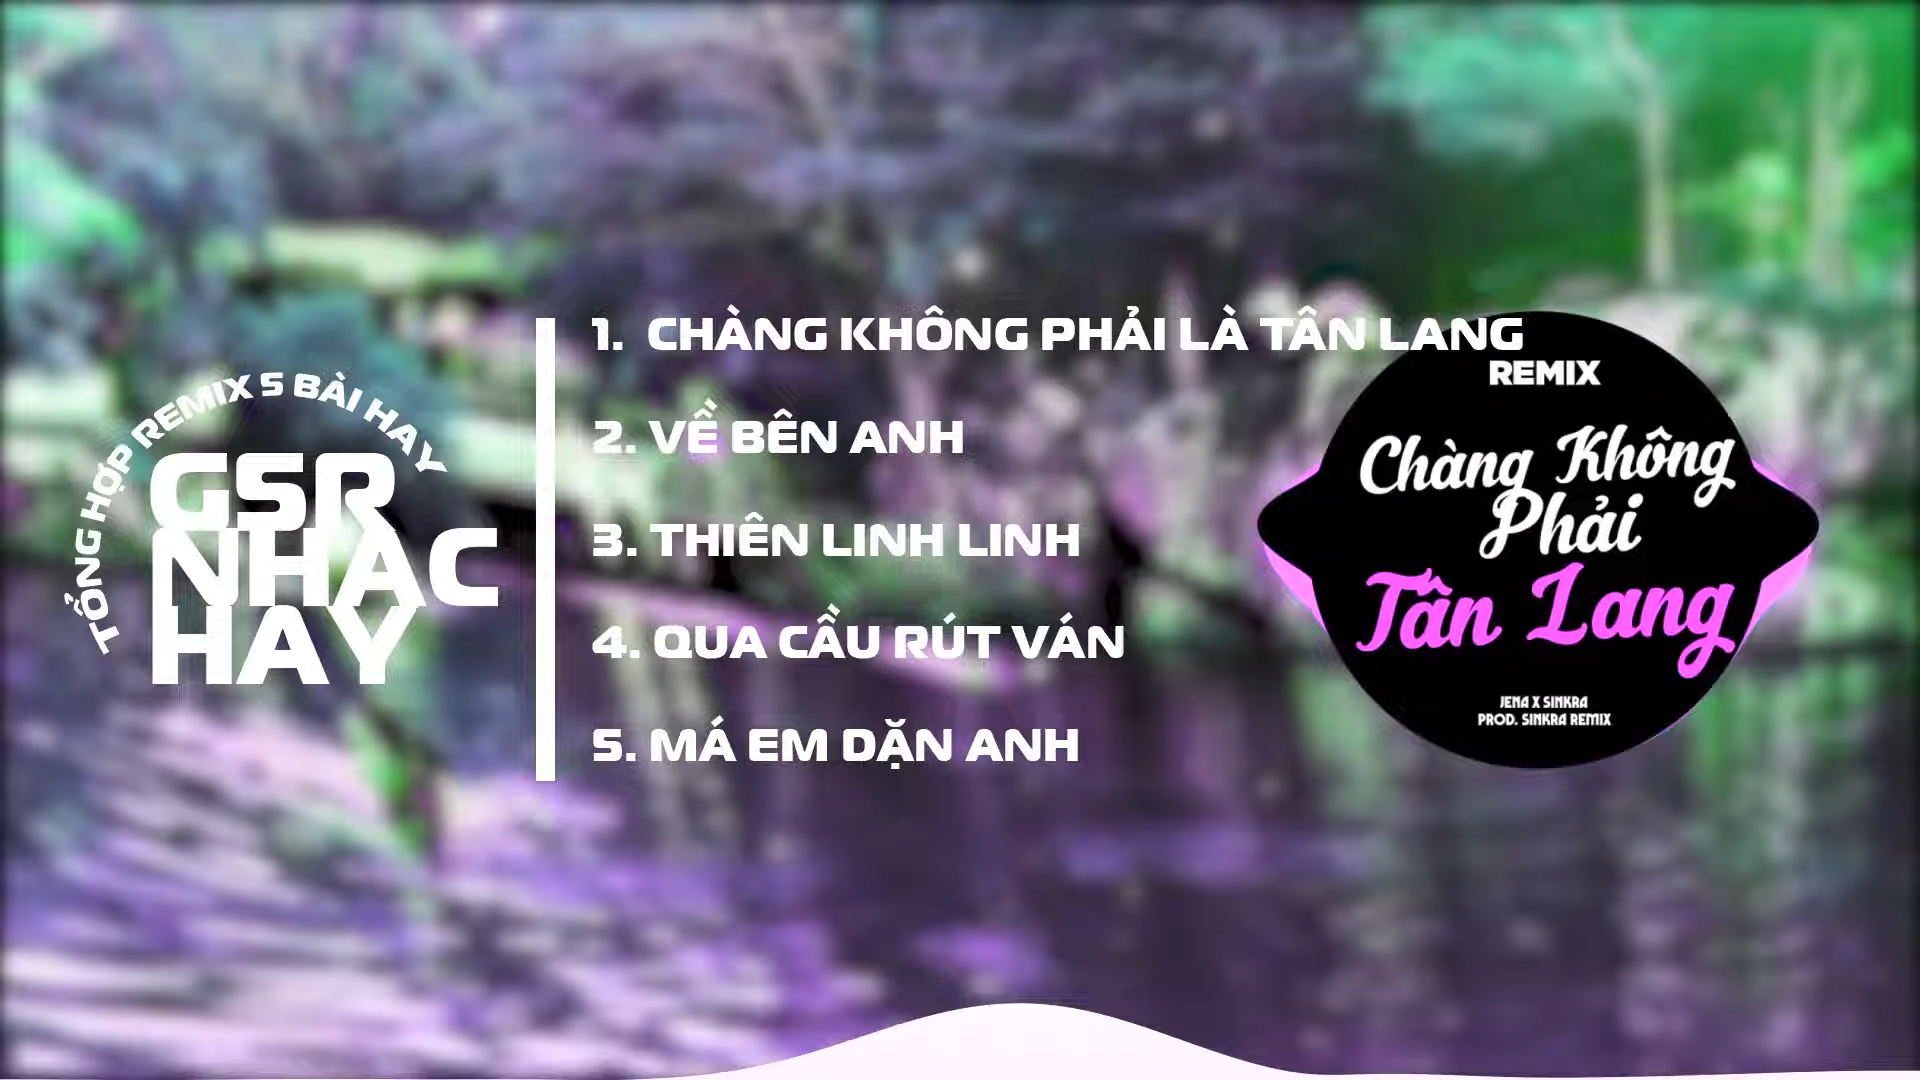 TỔNG HỢP REMIX 5 BÀI HAY
GSR
NHAC
HAY
1. CHÀNG KHÔNG PHẢI LÀ TÂN LANG
2. VỀ BÊN ANH
3. THIÊN LINH LINH
4. QUA CẦU RÚT VÁN
5. MÁ EM DẶN ANH
REMIX
Chàng Không
Phải
Tân Lang
JENA X SINKRA
PROD. SINKRA REMIX